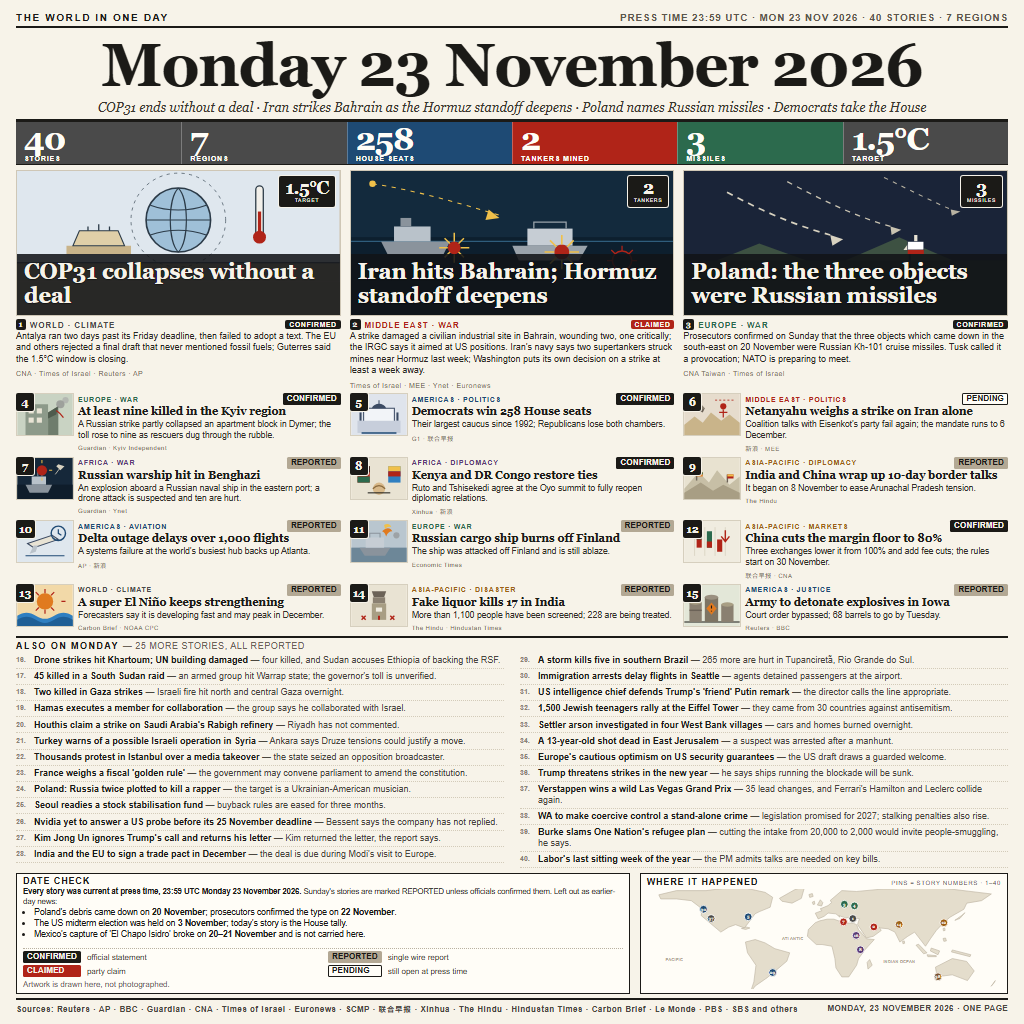 THE WORLD IN ONE DAY
PRESS TIME 23:59 UTC · MON 23 NOV 2026 · 40 STORIES · 7 REGIONS
Monday 23 November 2026
COP31 ends without a deal · Iran strikes Bahrain as the Hormuz standoff deepens · Poland names Russian missiles · Democrats take the House
40
STORIES
7
REGIONS
258
HOUSE SEATS
2
TANKERS MINED
3
MISSILES
1.5°C
TARGET
1.5°C
TARGET
COP31 collapses without a
deal
1 WORLD · CLIMATE
CONFIRMED
Antalya ran two days past its Friday deadline, then failed to adopt a text. The EU
and others rejected a final draft that never mentioned fossil fuels; Guterres said
the 1.5°C window is closing.
CNA · Times of Israel · Reuters · AP
2
TANKERS
Iran hits Bahrain; Hormuz
standoff deepens
2 MIDDLE EAST · WAR
CLAIMED
A strike damaged a civilian industrial site in Bahrain, wounding two, one critically;
the IRGC says it aimed at US positions. Iran's navy says two supertankers struck
mines near Hormuz last week; Washington puts its own decision on a strike at
least a week away.
Times of Israel · MEE · Ynet · Euronews
3
MISSILES
Poland: the three objects
were Russian missiles
3 EUROPE · WAR
CONFIRMED
Prosecutors confirmed on Sunday that the three objects which came down in the
south-east on 20 November were Russian Kh-101 cruise missiles. Tusk called it
a provocation; NATO is preparing to meet.
CNA Taiwan · Times of Israel
4
EUROPE · WAR
CONFIRMED
At least nine killed in the Kyiv region
A Russian strike partly collapsed an apartment block in Dymer; the
toll rose to nine as rescuers dug through the rubble.
Guardian · Kyiv Independent
5
AMERICAS · POLITICS
CONFIRMED
Democrats win 258 House seats
Their largest caucus since 1992; Republicans lose both chambers.
G1 · 联合早报
6
MIDDLE EAST · POLITICS
PENDING
Netanyahu weighs a strike on Iran alone
Coalition talks with Eisenkot's party fail again; the mandate runs to 6
December.
新浪 · MEE
7
AFRICA · WAR
REPORTED
Russian warship hit in Benghazi
An explosion aboard a Russian naval ship in the eastern port; a
drone attack is suspected and ten are hurt.
Guardian · Ynet
8
AFRICA · DIPLOMACY
CONFIRMED
Kenya and DR Congo restore ties
Ruto and Tshisekedi agree at the Oyo summit to fully reopen
diplomatic relations.
Xinhua · 新浪
9
ASIA-PACIFIC · DIPLOMACY
REPORTED
India and China wrap up 10-day border talks
It began on 8 November to ease Arunachal Pradesh tension.
The Hindu
10
AMERICAS · AVIATION
REPORTED
Delta outage delays over 1,000 flights
A systems failure at the world's busiest hub backs up Atlanta.
AP · 新浪
11
EUROPE · WAR
REPORTED
Russian cargo ship burns off Finland
The ship was attacked off Finland and is still ablaze.
Economic Times
12
ASIA-PACIFIC · MARKETS
CONFIRMED
China cuts the margin floor to 80%
Three exchanges lower it from 100% and add fee cuts; the rules
start on 30 November.
联合早报 · CNA
13
WORLD · CLIMATE
REPORTED
A super El Niño keeps strengthening
Forecasters say it is developing fast and may peak in December.
Carbon Brief · NOAA CPC
14
ASIA-PACIFIC · DISASTER
REPORTED
Fake liquor kills 17 in India
More than 1,100 people have been screened; 228 are being treated.
The Hindu · Hindustan Times
15
AMERICAS · JUSTICE
REPORTED
Army to detonate explosives in Iowa
Court order bypassed; 68 barrels to go by Tuesday.
Reuters · BBC
ALSO ON MONDAY — 25 MORE STORIES, ALL REPORTED
16. Drone strikes hit Khartoum; UN building damaged — four killed, and Sudan accuses Ethiopia of backing the RSF.
17. 45 killed in a South Sudan raid — an armed group hit Warrap state; the governor's toll is unverified.
18. Two killed in Gaza strikes — Israeli fire hit north and central Gaza overnight.
19. Hamas executes a member for collaboration — the group says he collaborated with Israel.
20. Houthis claim a strike on Saudi Arabia's Rabigh refinery — Riyadh has not commented.
21. Turkey warns of a possible Israeli operation in Syria — Ankara says Druze tensions could justify a move.
22. Thousands protest in Istanbul over a media takeover — the state seized an opposition broadcaster.
23. France weighs a fiscal 'golden rule' — the government may convene parliament to amend the constitution.
24. Poland: Russia twice plotted to kill a rapper — the target is a Ukrainian-American musician.
25. Seoul readies a stock stabilisation fund — buyback rules are eased for three months.
26. Nvidia yet to answer a US probe before its 25 November deadline — Bessent says the company has not replied.
27. Kim Jong Un ignores Trump's call and returns his letter — Kim returned the letter, the report says.
28. India and the EU to sign a trade pact in December — the deal is due during Modi's visit to Europe.
29. A storm kills five in southern Brazil — 265 more are hurt in Tupanciretã, Rio Grande do Sul.
30. Immigration arrests delay flights in Seattle — agents detained passengers at the airport.
31. US intelligence chief defends Trump's 'friend' Putin remark — the director calls the line appropriate.
32. 1,500 Jewish teenagers rally at the Eiffel Tower — they came from 30 countries against antisemitism.
33. Settler arson investigated in four West Bank villages — cars and homes burned overnight.
34. A 13-year-old shot dead in East Jerusalem — a suspect was arrested after a manhunt.
35. Europe's cautious optimism on US security guarantees — the US draft draws a guarded welcome.
36. Trump threatens strikes in the new year — he says ships running the blockade will be sunk.
37. Verstappen wins a wild Las Vegas Grand Prix — 35 lead changes, and Ferrari's Hamilton and Leclerc collide
again.
38. WA to make coercive control a stand-alone crime — legislation promised for 2027; stalking penalties also rise.
39. Burke slams One Nation's refugee plan — cutting the intake from 20,000 to 2,000 would invite people-smuggling,
he says.
40. Labor's last sitting week of the year — the PM admits talks are needed on key bills.
DATE CHECK
Every story was current at press time, 23:59 UTC Monday 23 November 2026. Sunday's stories are marked REPORTED unless officials confirmed them. Left out as earlier-
day news:
• Poland's debris came down on 20 November; prosecutors confirmed the type on 22 November.
• The US midterm election was held on 3 November; today's story is the House tally.
• Mexico's capture of 'El Chapo Isidro' broke on 20–21 November and is not carried here.
CONFIRMED official statement
REPORTED single wire report
CLAIMED party claim
PENDING still open at press time
Artwork is drawn here, not photographed.
WHERE IT HAPPENED
PINS = STORY NUMBERS · 1–40
ATLANTIC
PACIFIC
INDIAN OCEAN
Sources: Reuters · AP · BBC · Guardian · CNA · Times of Israel · Euronews · SCMP · 联合早报 · Xinhua · The Hindu · Hindustan Times · Carbon Brief · Le Monde · PBS · SBS and others
MONDAY, 23 NOVEMBER 2026 · ONE PAGE